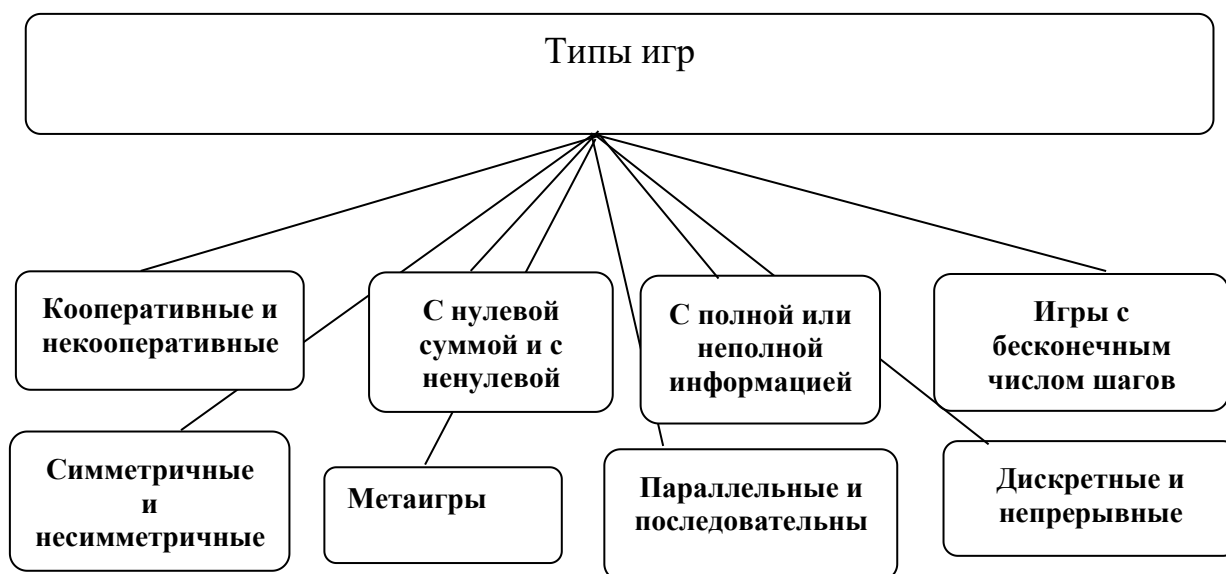 Типы игр
Кооперативные и
некооперативные
С нулевой
суммой и с
ненулевой
С полной или
неполной
информацией
Игры с
бесконечным
числом шагов
Симметричные
и
несимметричные
Метаигры
Параллельные и
последовательны
Дискретные и
непрерывные